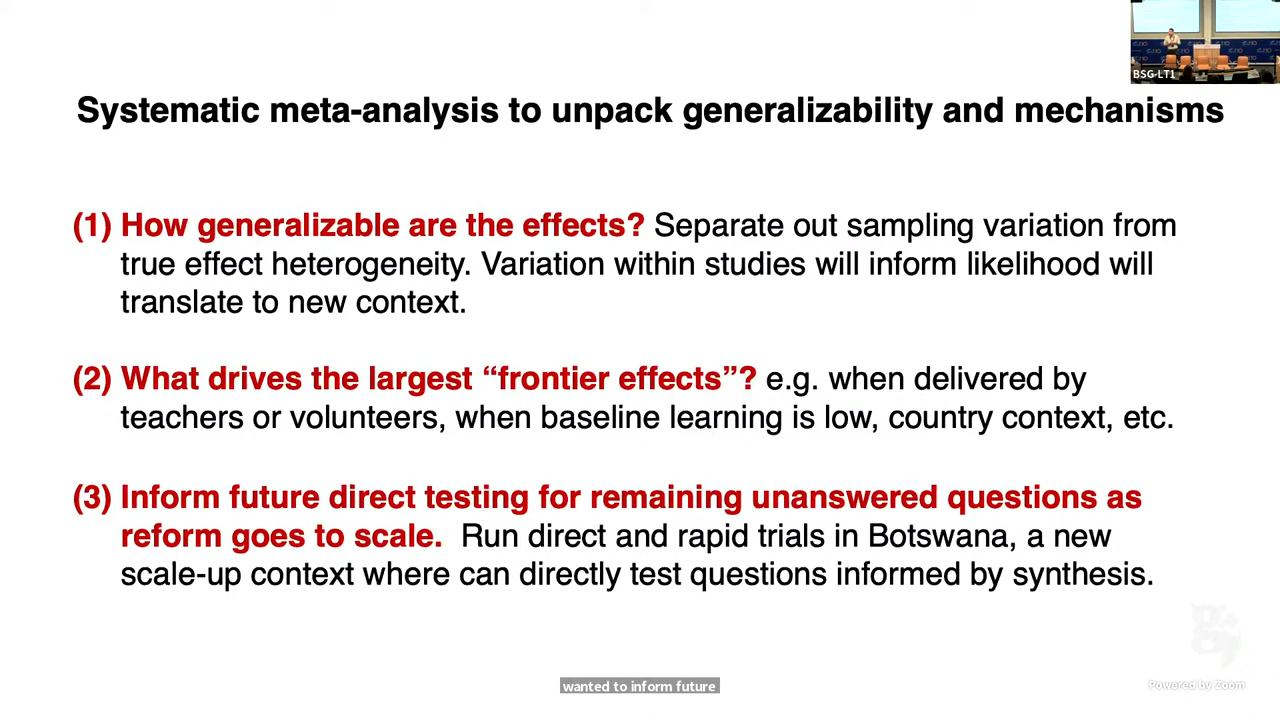 BSG-LT1
Systematic meta-analysis to unpack generalizability and mechanisms
(1) How generalizable are the effects? Separate out sampling variation from
true effect heterogeneity. Variation within studies will inform likelihood will
translate to new context.
(2) What drives the largest “frontier effects”? e.g. when delivered by
teachers or volunteers, when baseline learning is low, country context, etc.
(3) Inform future direct testing for remaining unanswered questions as
reform goes to scale. Run direct and rapid trials in Botswana, a new
scale-up context where can directly test questions informed by synthesis.
wanted to inform future
Powered by Zoom